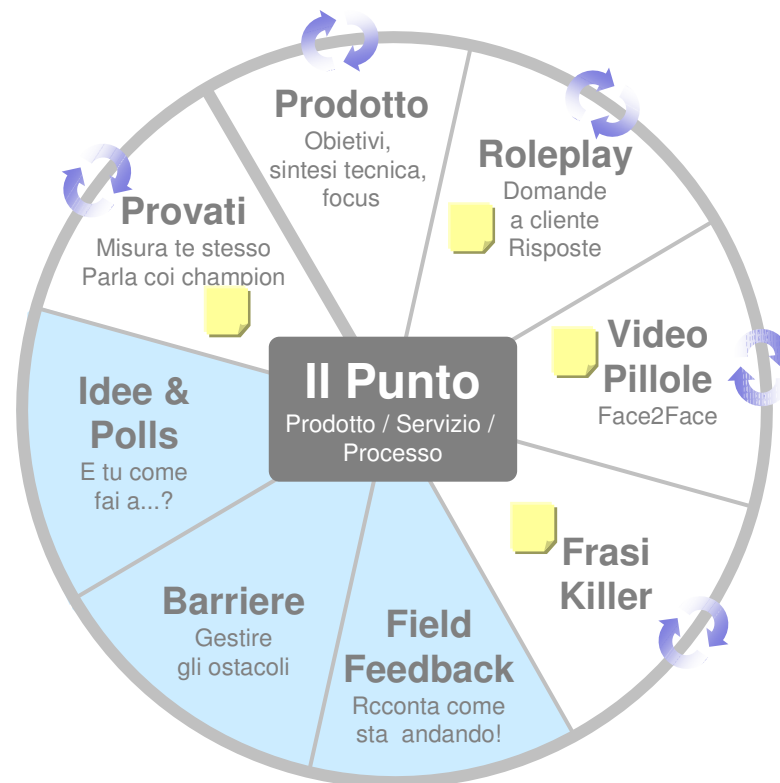 Prodotto
Obietivi,
sintesi tecnica,
focus
Roleplay
Domande
a cliente
Risposte
Video
Pillole
Face2Face
Frasi
Killer
Field
Feedback
Rcconta come
sta andando!
Barriere
Gestire
gli ostacoli
Idee &
Polls
E tu come
fai a...?
Provati
Misura te stesso
Parla coi champion
Il Punto
Prodotto / Servizio /
Processo